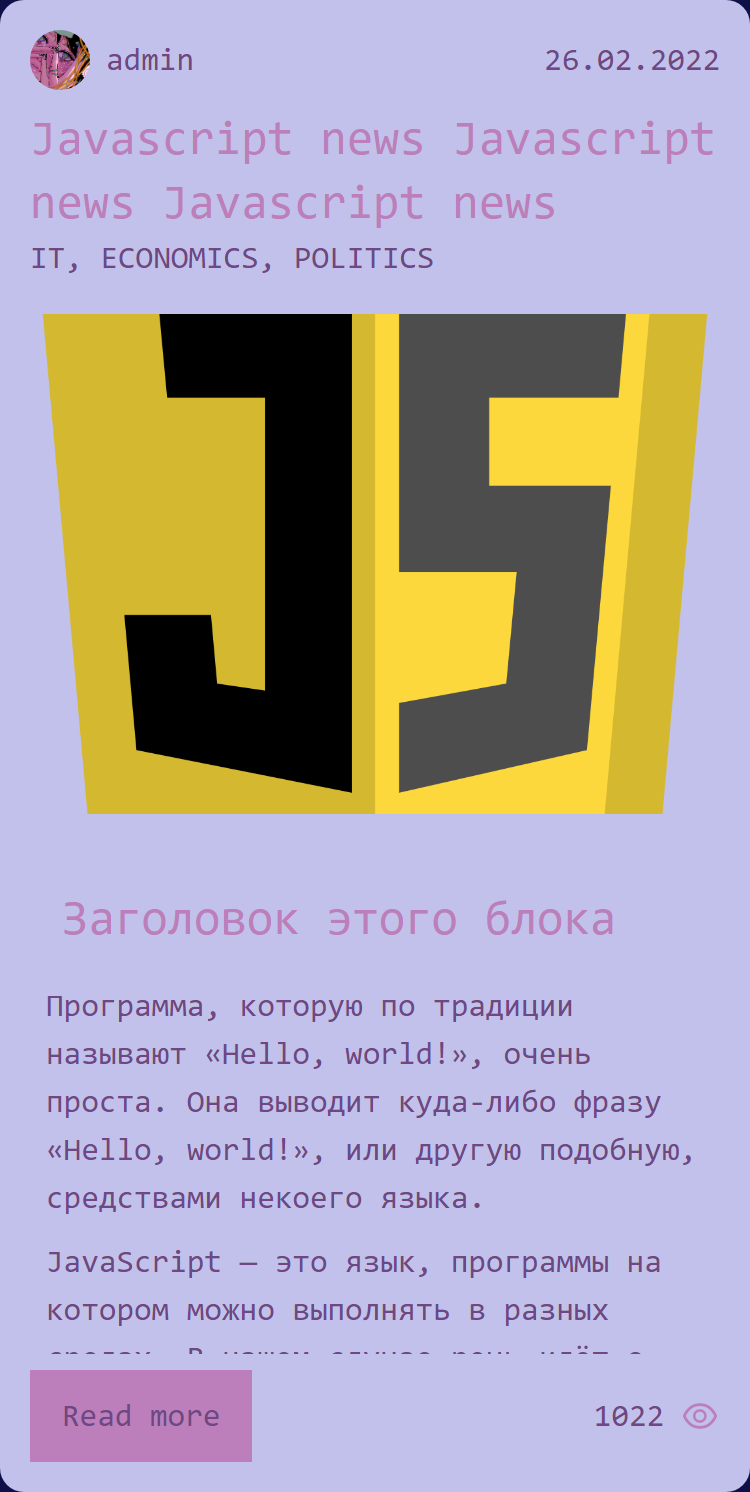 admin 26.02.2022
Javascript news Javascript
news Javascript news
IT, ECONOMICS, POLITICS
JS
Заголовок этого блока
Программа, которую по традиции
называют «Hello, world!», очень
проста. Она выводит куда-либо фразу
«Hello, world!», или другую подобную,
средствами некоего языка.
JavaScript — это язык, программы на
котором можно выполнять в разных
Read more 1022